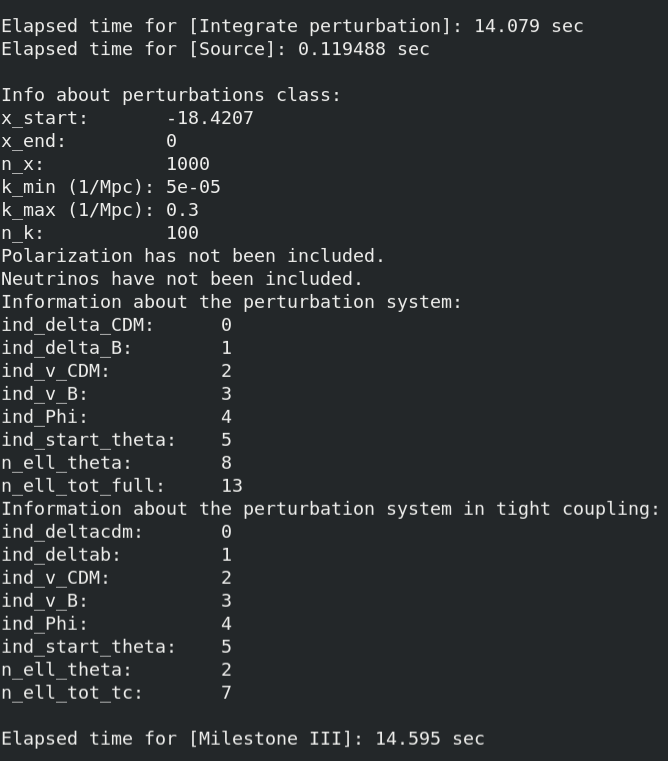 Elapsed time for [Integrate perturbation]: 14.079 sec
Elapsed time for [Source]: 0.119488 sec
Info about perturbations class:
x_start: -18.4207
x_end: 0
n_x: 1000
k_min (1/Mpc): 5e-05
k_max (1/Mpc): 0.3
n_k: 100
Polarization has not been included.
Neutrinos have not been included.
Information about the perturbation system:
ind_delta_CDM: 0
ind_delta_B: 1
ind_v_CDM: 2
ind_v_B: 3
ind_Phi: 4
ind_start_theta: 5
n_ell_theta: 8
n_ell_tot_full: 13
Information about the perturbation system in tight coupling:
ind_deltacdm: 0
ind_deltab: 1
ind_v_CDM: 2
ind_v_B: 3
ind_Phi: 4
ind_start_theta: 5
n_ell_theta: 2
n_ell_tot_tc: 7
Elapsed time for [Milestone III]: 14.595 sec